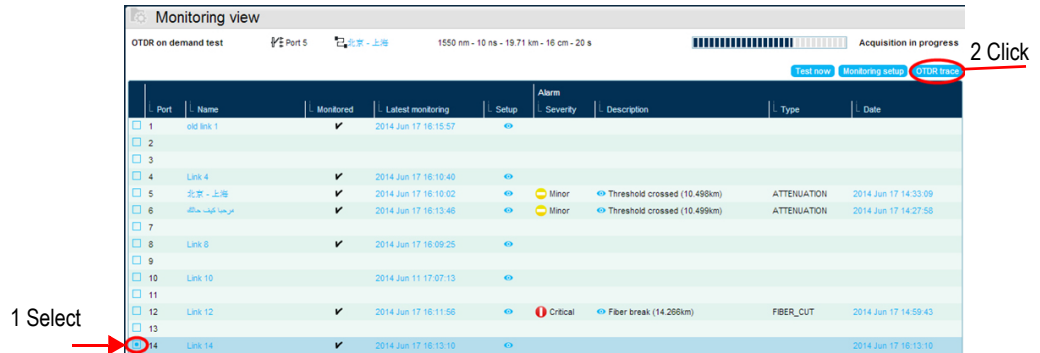 Monitoring view
OTDR on demand test Port 5 北京 - 上海 1550 nm - 10 ns - 19.71 km - 16 cm - 20 s Acquisition in progress
2 Click
Test now Monitoring setup OTDR trace
Alarm
Port Name Monitored Latest monitoring Setup Severity Description Type Date
1 old link 1 2014 Jun 17 16:15:57
2
3
4 Link 4 2014 Jun 17 16:10:40
5 北京 - 上海 2014 Jun 17 16:10:02 Minor Threshold crossed (10.498km) ATTENUATION 2014 Jun 17 14:33:09
6 مرحبا كيف حالك 2014 Jun 17 16:13:46 Minor Threshold crossed (10.499km) ATTENUATION 2014 Jun 17 14:27:58
7
8 Link 8 2014 Jun 17 16:09:25
9
10 Link 10 2014 Jun 11 17:07:13
11
12 Link 12 2014 Jun 17 16:11:56 Critical Fiber break (14.266km) FIBER_CUT 2014 Jun 17 14:59:43
1 Select
13
14 Link 14 2014 Jun 17 16:13:10 2014 Jun 17 16:13:10